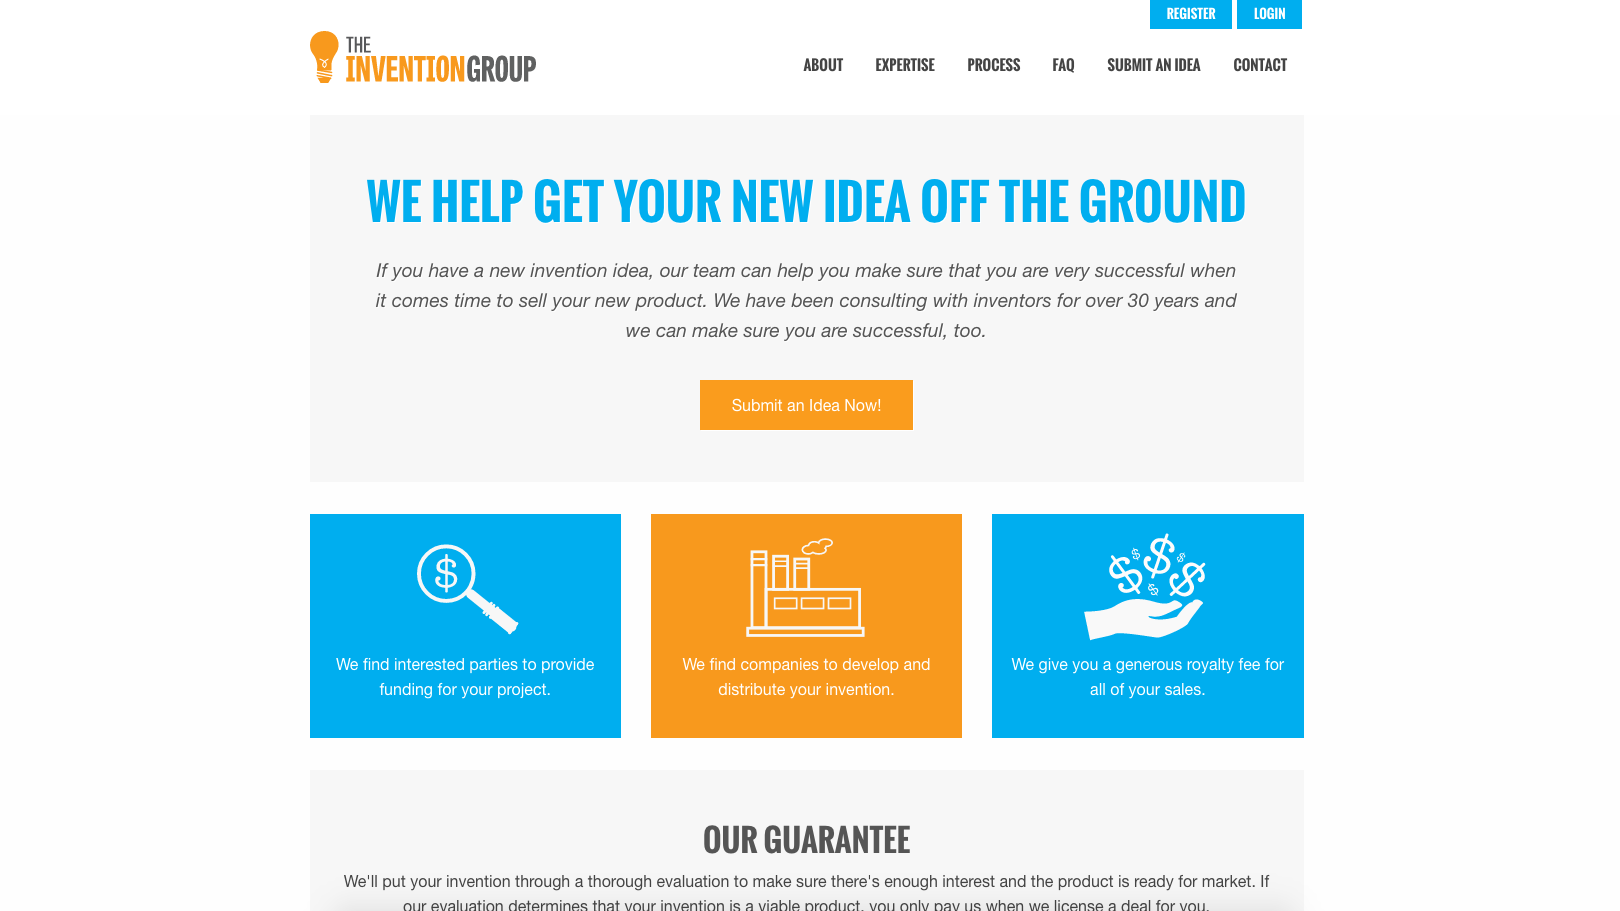 REGISTER LOGIN
THE
INVENTIONGROUP
ABOUT EXPERTISE PROCESS FAQ SUBMIT AN IDEA CONTACT
WE HELP GET YOUR NEW IDEA OFF THE GROUND
If you have a new invention idea, our team can help you make sure that you are very successful when
it comes time to sell your new product. We have been consulting with inventors for over 30 years and
we can make sure you are successful, too.
Submit an Idea Now!
We find interested parties to provide
funding for your project.
We find companies to develop and
distribute your invention.
We give you a generous royalty fee for
all of your sales.
OUR GUARANTEE
We'll put your invention through a thorough evaluation to make sure there's enough interest and the product is ready for market. If
our evaluation determines that your invention is a viable product, you only pay us when we license a deal for you.